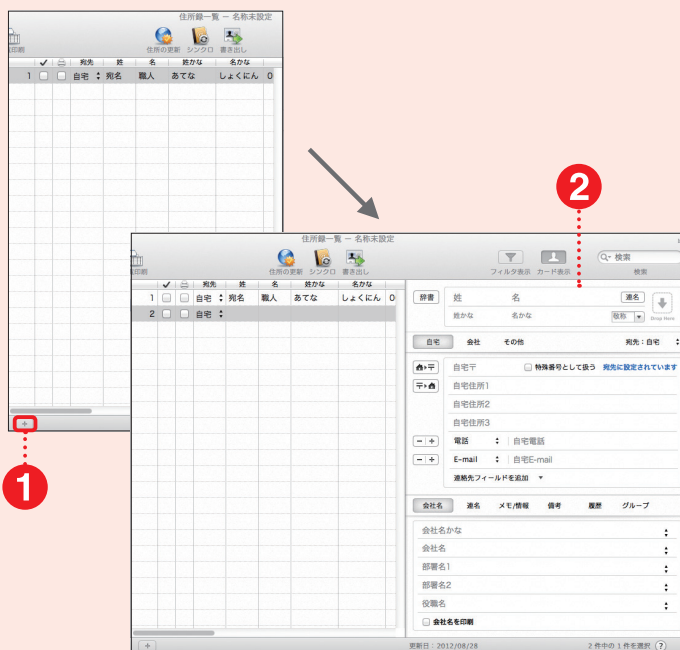 住所録一覧 － 名称未設定
住所の更新 シンクロ 書き出し
宛先 姓 名 姓かな 名かな
1 自宅 宛名 職人 あてな しょくにん 0
+
1
2
住所録一覧 － 名称未設定
住所の更新 シンクロ 書き出し フィルタ表示 カード表示 検索
検索
宛先 姓 名 姓かな 名かな
1 自宅 宛名 職人 あてな しょくにん 0
2 自宅
辞書 姓 名 連名
姓かな 名かな 敬称 Drop Here
自宅 会社 その他 宛先：自宅
自宅〒 特殊番号として扱う 宛先に設定されています
自宅住所1
自宅住所2
自宅住所3
− + 電話 自宅電話
− + E-mail 自宅E-mail
連絡先フィールドを追加
会社名 連名 メモ/情報 備考 履歴 グループ
会社名かな
会社名
部署名1
部署名2
役職名
会社名を印刷
+ 更新日：2012/08/28 2 件中の 1 件を選択 ?